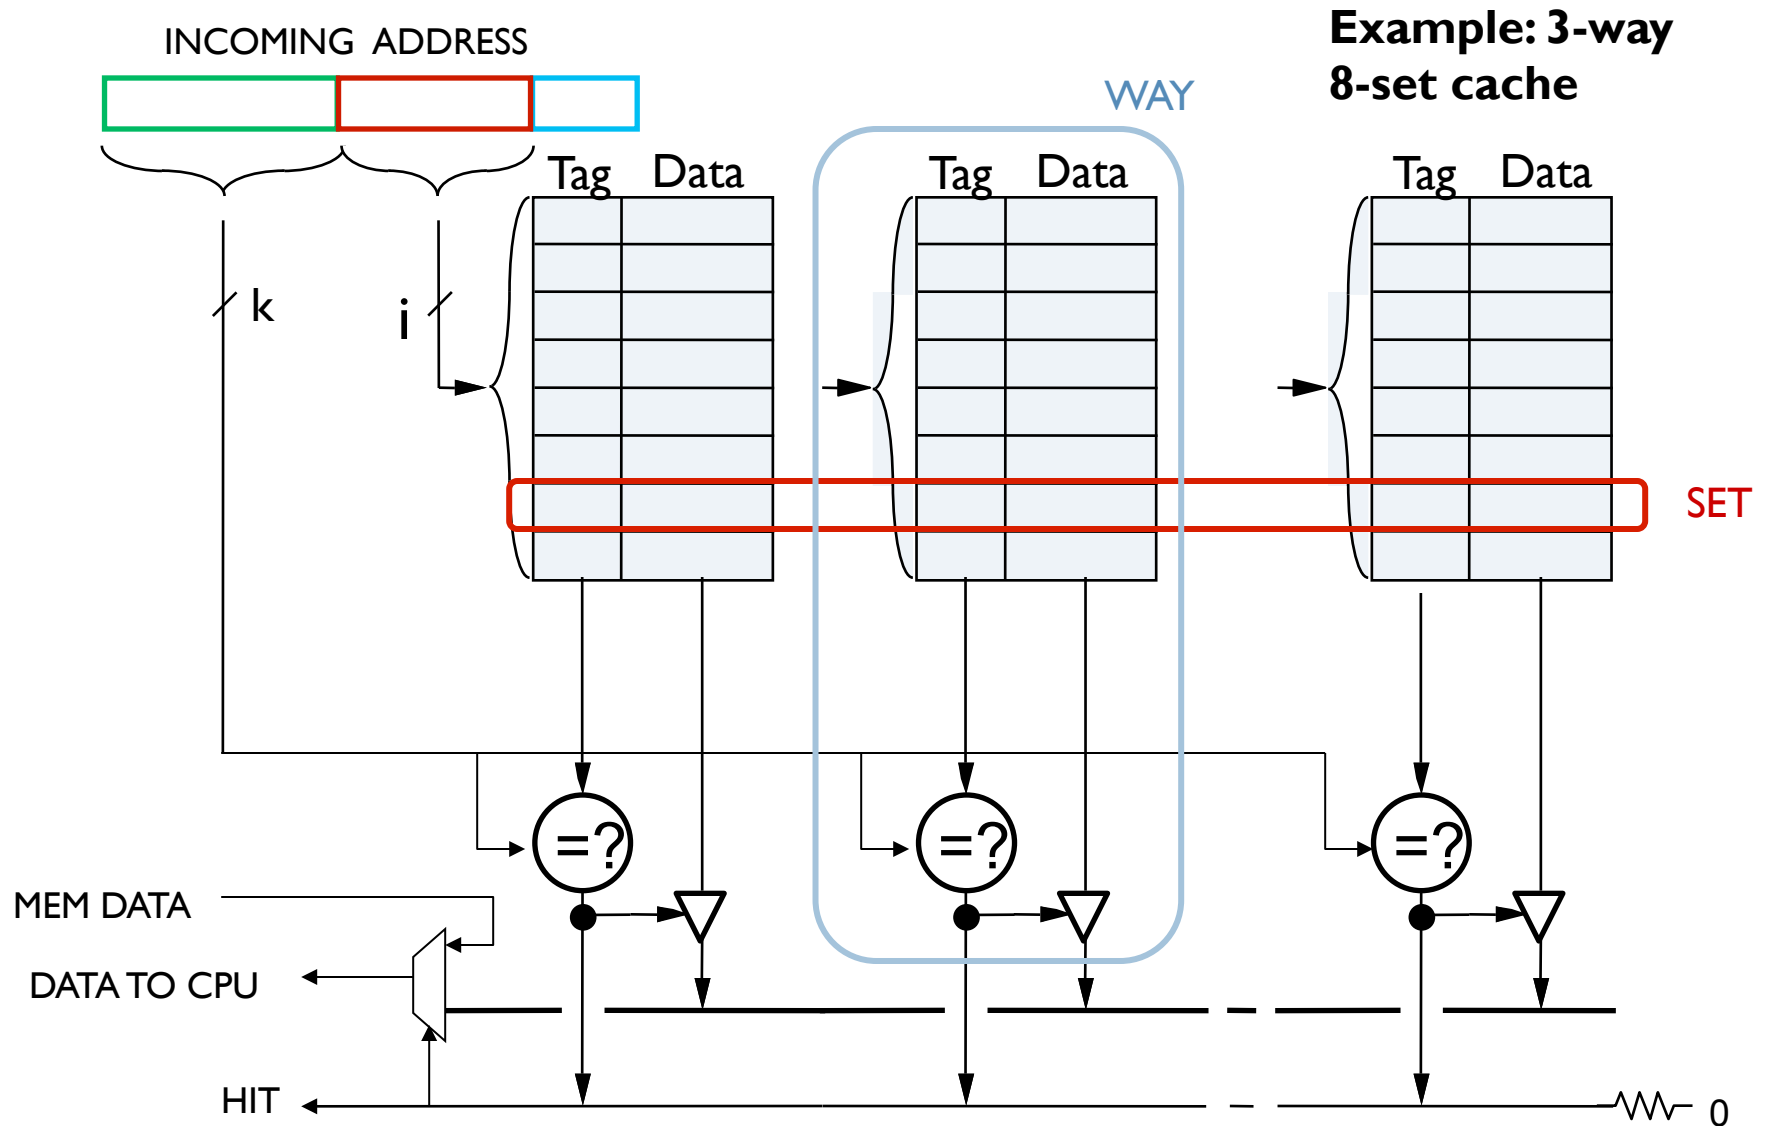 INCOMING ADDRESS
Example: 3-way
8-set cache
WAY
Tag Data
Tag Data
Tag Data
k
i
SET
=?
=?
=?
MEM DATA
DATA TO CPU
HIT
0